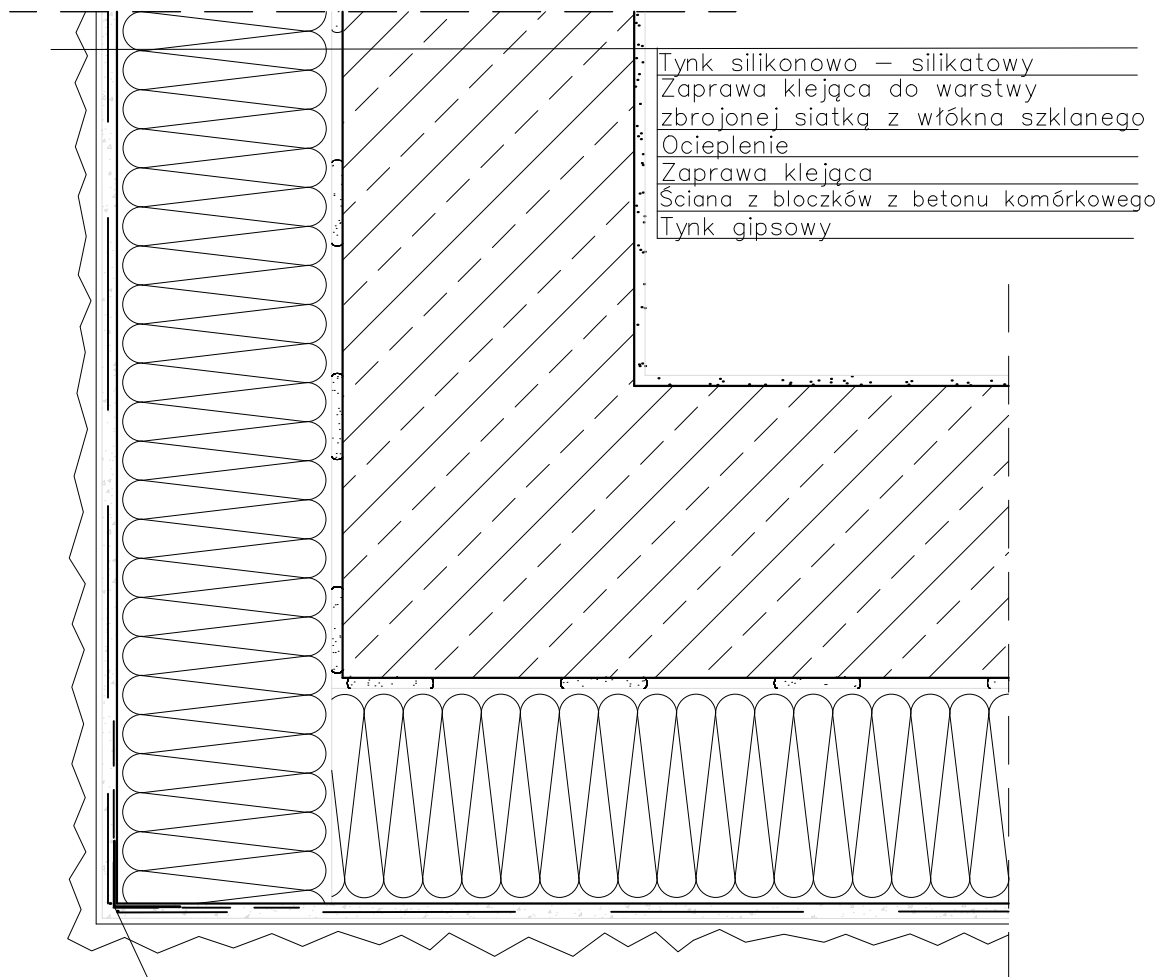 Tynk silikonowo – silikatowy
Zaprawa klejąca do warstwy
zbrojonej siatką z włókna szklanego
Ocieplenie
Zaprawa klejąca
Ściana z bloczków z betonu komórkowego
Tynk gipsowy